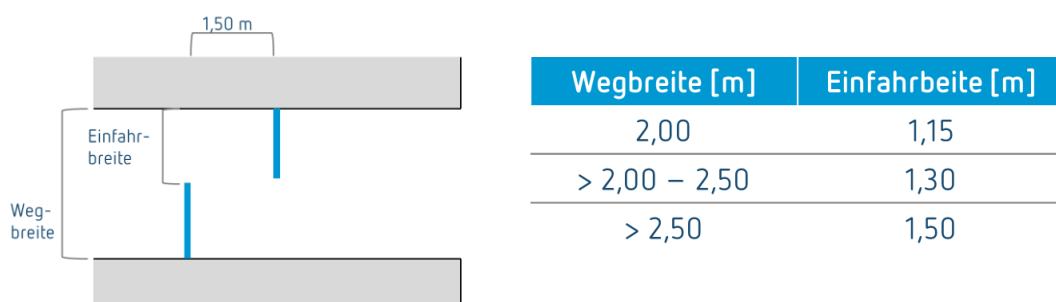 1,50 m
Einfahr-
breite
Weg-
breite
Wegbreite [m] Einfahrbeite [m]
2,00 1,15
> 2,00 – 2,50 1,30
> 2,50 1,50